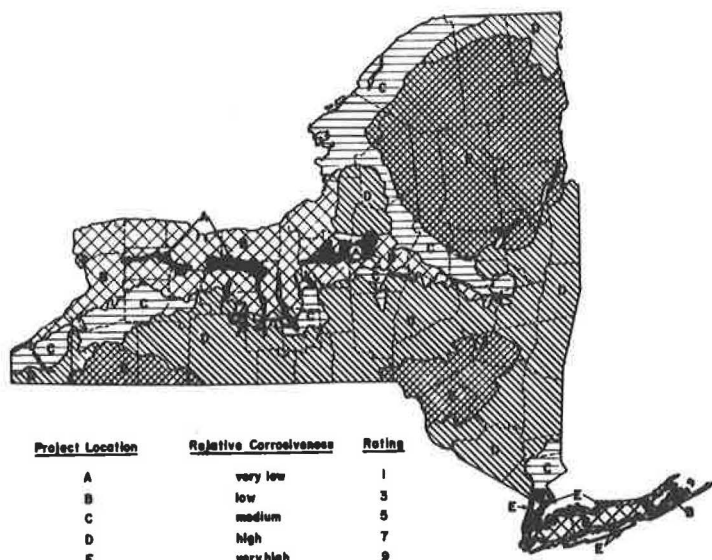 D
C
E
D
A
B
A
C
B
C
D
C
C
D
D
D
C
E
E
B
E
Project Location Relative Corrosiveness Rating
A very low 1
B low 3
C medium 5
D high 7
E very high 9